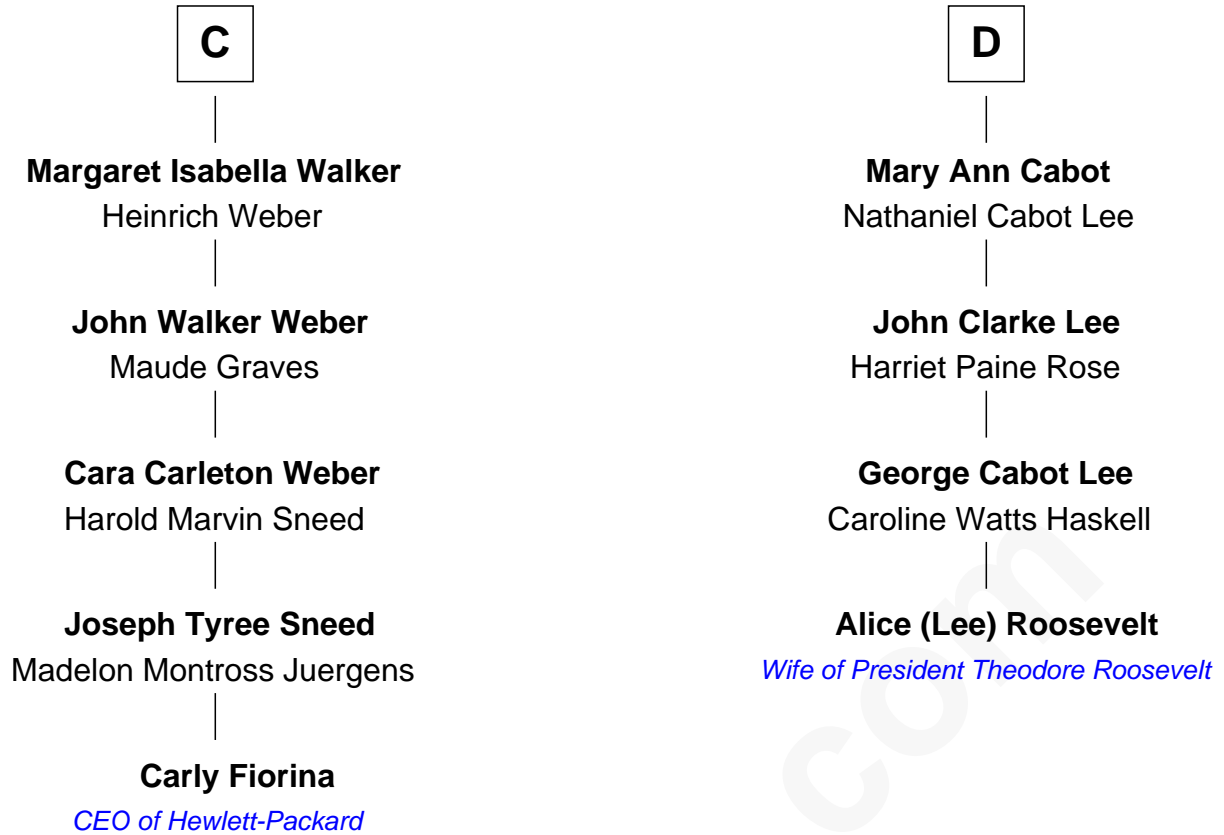 C
Margaret Isabella Walker
Heinrich Weber
John Walker Weber
Maude Graves
Cara Carleton Weber
Harold Marvin Sneed
Joseph Tyree Sneed
Madelon Montross Juergens
Carly Fiorina
CEO of Hewlett-Packard
D
Mary Ann Cabot
Nathaniel Cabot Lee
John Clarke Lee
Harriet Paine Rose
George Cabot Lee
Caroline Watts Haskell
Alice (Lee) Roosevelt
Wife of President Theodore Roosevelt
com